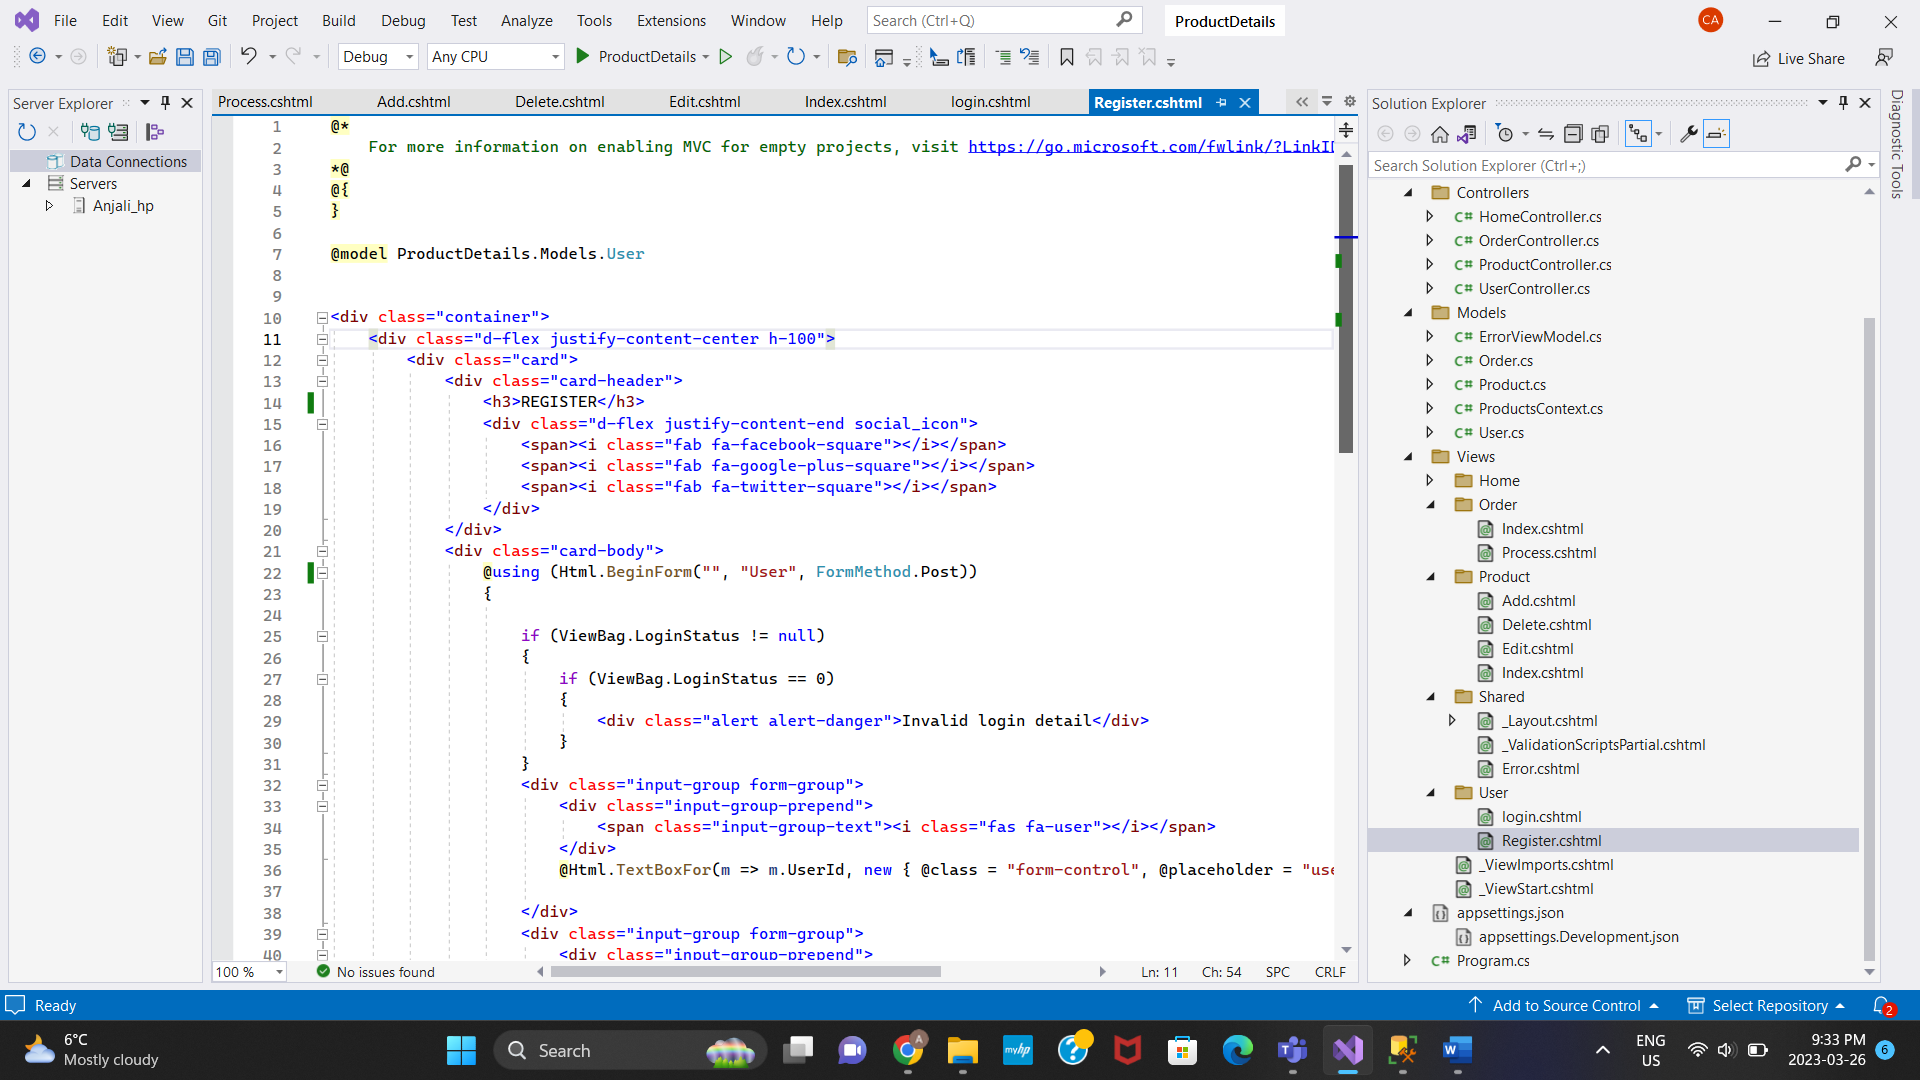 File Edit View Git Project Build Debug Test Analyze Tools Extensions Window Help Search (Ctrl+Q) ProductDetails CA
Debug Any CPU ProductDetails Live Share
Server Explorer
Data Connections
Servers
Anjali_hp
Process.cshtml Add.cshtml Delete.cshtml Edit.cshtml Index.cshtml login.cshtml Register.cshtml
1 @*
2 For more information on enabling MVC for empty projects, visit https://go.microsoft.com/fwlink/?LinkID
3 *@
4 @{
5 }
6
7 @model ProductDetails.Models.User
8
9
10 <div class="container">
11 <div class="d-flex justify-content-center h-100">
12 <div class="card">
13 <div class="card-header">
14 <h3>REGISTER</h3>
15 <div class="d-flex justify-content-end social_icon">
16 <span><i class="fab fa-facebook-square"></i></span>
17 <span><i class="fab fa-google-plus-square"></i></span>
18 <span><i class="fab fa-twitter-square"></i></span>
19 </div>
20 </div>
21 <div class="card-body">
22 @using (Html.BeginForm("", "User", FormMethod.Post))
23 {
24
25 if (ViewBag.LoginStatus != null)
26 {
27 if (ViewBag.LoginStatus == 0)
28 {
29 <div class="alert alert-danger">Invalid login detail</div>
30 }
31 }
32 <div class="input-group form-group">
33 <div class="input-group-prepend">
34 <span class="input-group-text"><i class="fas fa-user"></i></span>
35 </div>
36 @Html.TextBoxFor(m => m.UserId, new { @class = "form-control", @placeholder = "use
37
38 </div>
39 <div class="input-group form-group">
40 <div class="input-group-prepend">
100 % No issues found Ln: 11 Ch: 54 SPC CRLF
Solution Explorer
Search Solution Explorer (Ctrl+;)
Controllers
C# HomeController.cs
C# OrderController.cs
C# ProductController.cs
C# UserController.cs
Models
C# ErrorViewModel.cs
C# Order.cs
C# Product.cs
C# ProductsContext.cs
C# User.cs
Views
Home
Order
Index.cshtml
Process.cshtml
Product
Add.cshtml
Delete.cshtml
Edit.cshtml
Index.cshtml
Shared
_Layout.cshtml
_ValidationScriptsPartial.cshtml
Error.cshtml
User
login.cshtml
Register.cshtml
_ViewImports.cshtml
_ViewStart.cshtml
appsettings.json
appsettings.Development.json
C# Program.cs
Diagnostic Tools
Ready Add to Source Control Select Repository 2
6°C
Mostly cloudy
Search
A
myhp
ENG
US
9:33 PM
2023-03-26
6